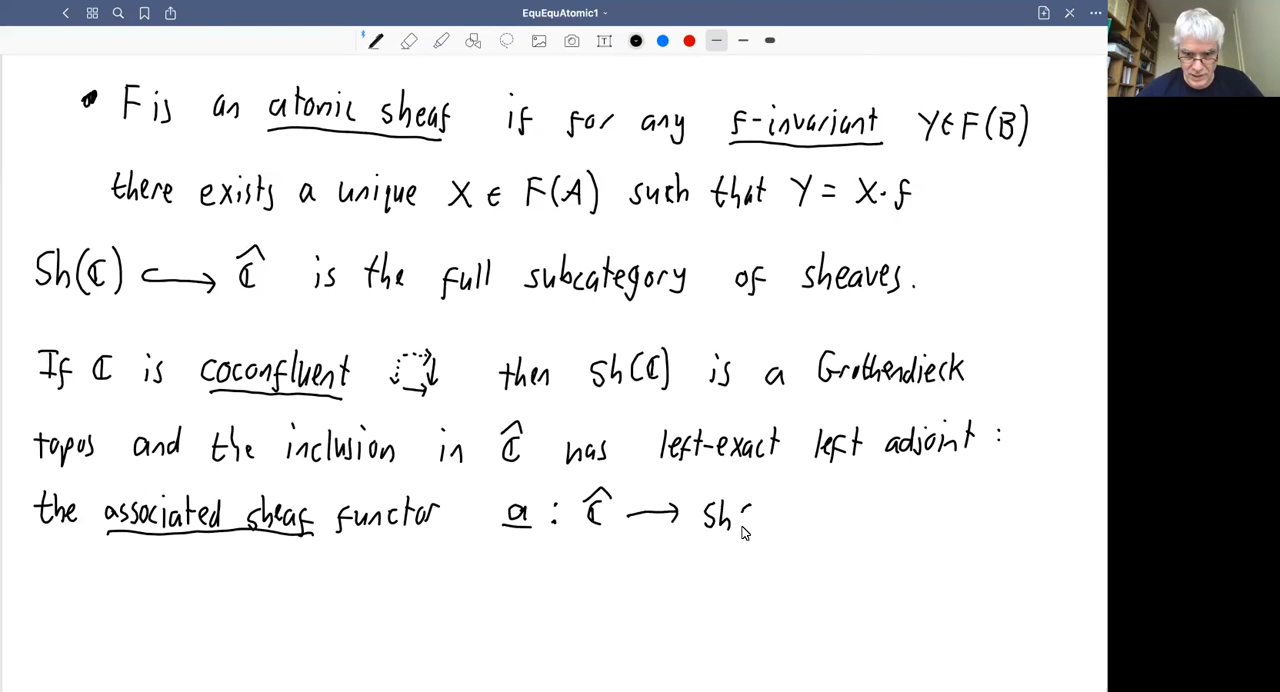 EquEquAtomic1
• F is an atomic sheaf if for any f-invariant Y ∈ F(B)
there exists a unique X ∈ F(A) such that Y = X·f
Sh(ℂ) ↪ ℂ̂ is the full subcategory of sheaves.
If ℂ is coconfluent then Sh(ℂ) is a Grothendieck
topos and the inclusion in ℂ̂ has left-exact left adjoint :
the associated sheaf functor a : ℂ̂ → Sh